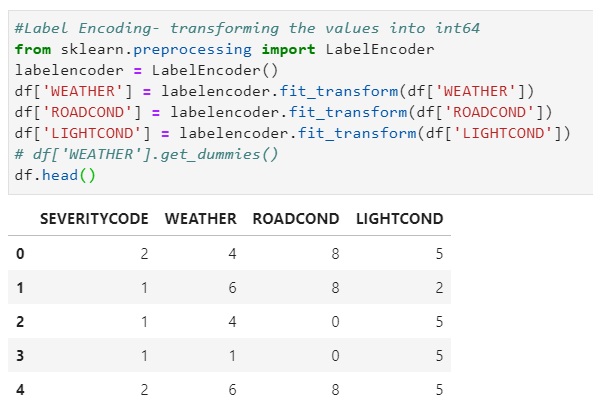 #Label Encoding- transforming the values into int64
from sklearn.preprocessing import LabelEncoder
labelencoder = LabelEncoder()
df['WEATHER'] = labelencoder.fit_transform(df['WEATHER'])
df['ROADCOND'] = labelencoder.fit_transform(df['ROADCOND'])
df['LIGHTCOND'] = labelencoder.fit_transform(df['LIGHTCOND'])
# df['WEATHER'].get_dummies()
df.head()
SEVERITYCODE WEATHER ROADCOND LIGHTCOND
0 2 4 8 5
1 1 6 8 2
2 1 4 0 5
3 1 1 0 5
4 2 6 8 5